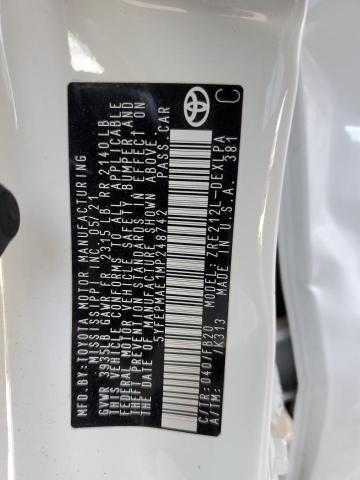 MFD. BY: TOYOTA MOTOR MANUFACTURING
MISSISSIPPI, INC. 05/21
GVWR 3935LB GAWR FR 2315LB RR 2140LB
THIS VEHICLE CONFORMS TO ALL APPLICABLE
FEDERAL MOTOR VEHICLE SAFETY, BUMPER, AND
THEFT PREVENTION STANDARDS IN EFFECT ON
THE DATE OF MANUFACTURE SHOWN ABOVE.
5YFEPMAE1MP248742 PASS.CAR
C/TR: 040/FB20
MODEL: ZRE212L-DEXLPA
A/TM: /K313
MADE IN U.S.A. 381
C